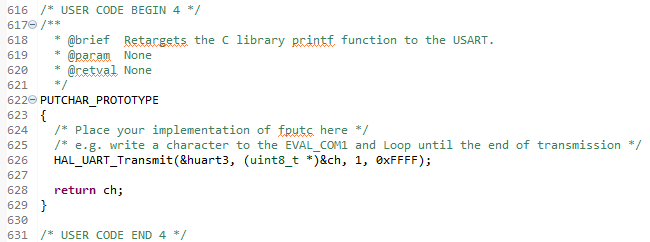 616 /* USER CODE BEGIN 4 */
617 /**
618 * @brief Retargets the C library printf function to the USART.
619 * @param None
620 * @retval None
621 */
622 PUTCHAR_PROTOTYPE
623 {
624 /* Place your implementation of fputc here */
625 /* e.g. write a character to the EVAL_COM1 and Loop until the end of transmission */
626 HAL_UART_Transmit(&huart3, (uint8_t *)&ch, 1, 0xFFFF);
627
628 return ch;
629 }
630
631 /* USER CODE END 4 */